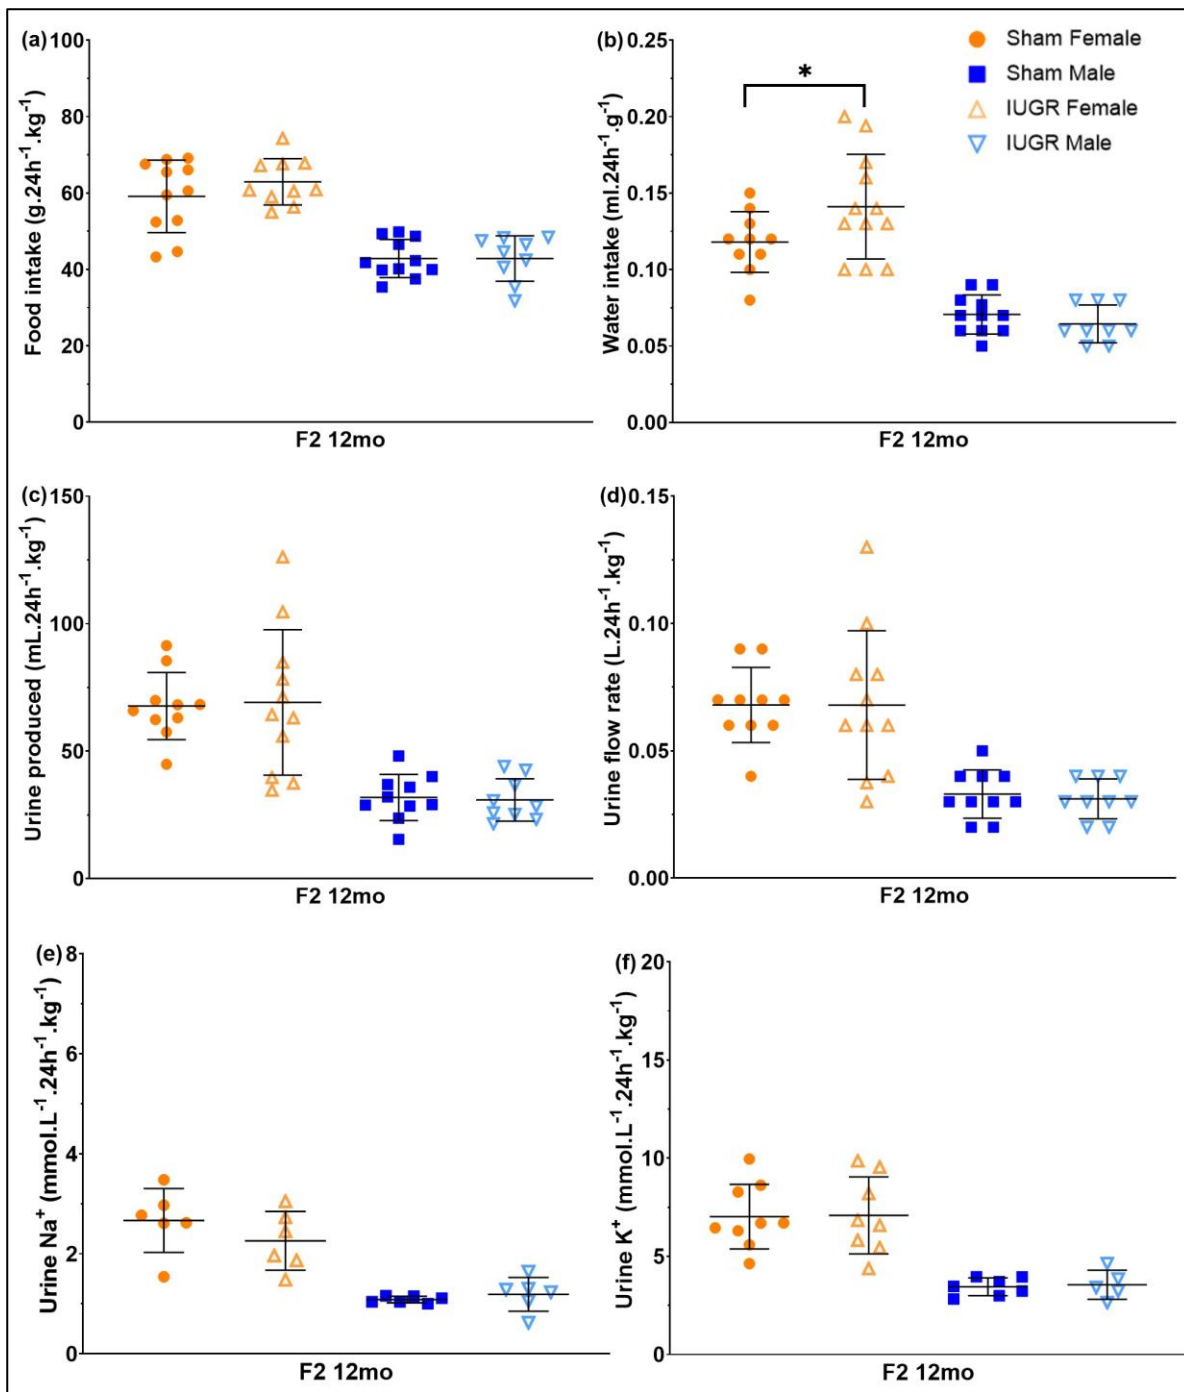 (a)
100
80
60
40
20
0
Food intake (g.24h⁻¹.kg⁻¹)
F2 12mo
(b)
0.25
0.20
0.15
0.10
0.05
0.00
Water intake (ml.24h⁻¹.g⁻¹)
*
F2 12mo
Sham Female
Sham Male
IUGR Female
IUGR Male
(c)
150
100
50
0
Urine produced (mL.24h⁻¹.kg⁻¹)
F2 12mo
(d)
0.15
0.10
0.05
0.00
Urine flow rate (L.24h⁻¹.kg⁻¹)
F2 12mo
(e)
8
6
4
2
0
Urine Na⁺ (mmol.L⁻¹.24h⁻¹.kg⁻¹)
F2 12mo
(f)
20
15
10
5
0
Urine K⁺ (mmol.L⁻¹.24h⁻¹.kg⁻¹)
F2 12mo